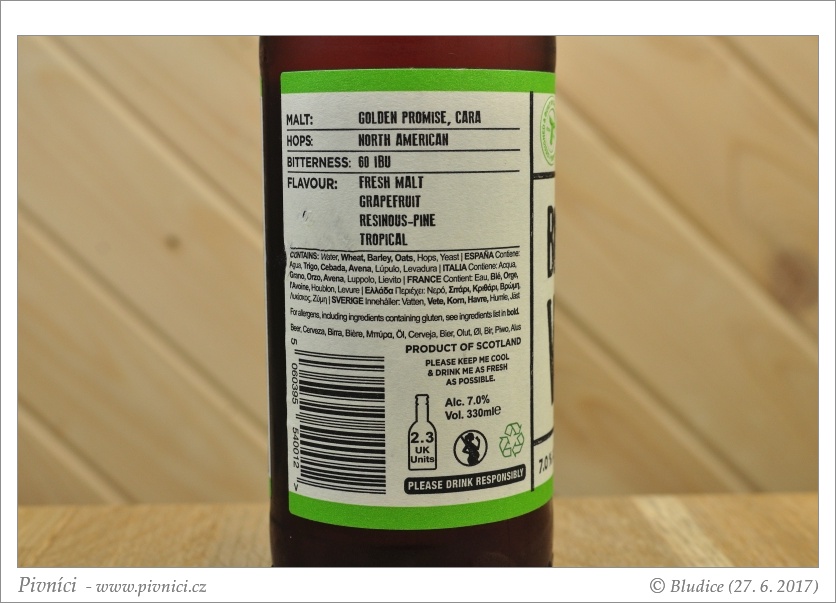 MALT: GOLDEN PROMISE, CARA
HOPS: NORTH AMERICAN
BITTERNESS: 60 IBU
FLAVOUR: FRESH MALT
GRAPEFRUIT
RESINOUS-PINE
TROPICAL
CONTAINS: Water, Wheat, Barley, Oats, Hops, Yeast | ESPAÑA Contiene:
Agua, Trigo, Cebada, Avena, Lúpulo, Levadura | ITALIA Contiene: Acqua,
Grano, Orzo, Avena, Luppolo, Lievito | FRANCE Contient: Eau, Blé, Orge,
l'Avoine, Houblon, Levure | Ελλάδα Περιέχει: Νερό, Σιτάρι, Κριθάρι, Βρώμη,
Λυκίσκος, Ζύμη | SVERIGE Innehåller: Vatten, Vete, Korn, Havre, Humle, Jäst
For allergens, including ingredients containing gluten, see ingredients list in bold.
Beer, Cerveza, Birra, Bière, Μπύρα, Öl, Cerveja, Bier, Olut, Øl, Bir, Piwo, Alus
PRODUCT OF SCOTLAND
PLEASE KEEP ME COOL
& DRINK ME AS FRESH
AS POSSIBLE.
Alc. 7.0%
Vol. 330ml℮
2.3
UK
Units
PLEASE DRINK RESPONSIBLY
5 060395 540012 >
7.0%
Pivníci - www.pivnici.cz
© Bludice (27. 6. 2017)